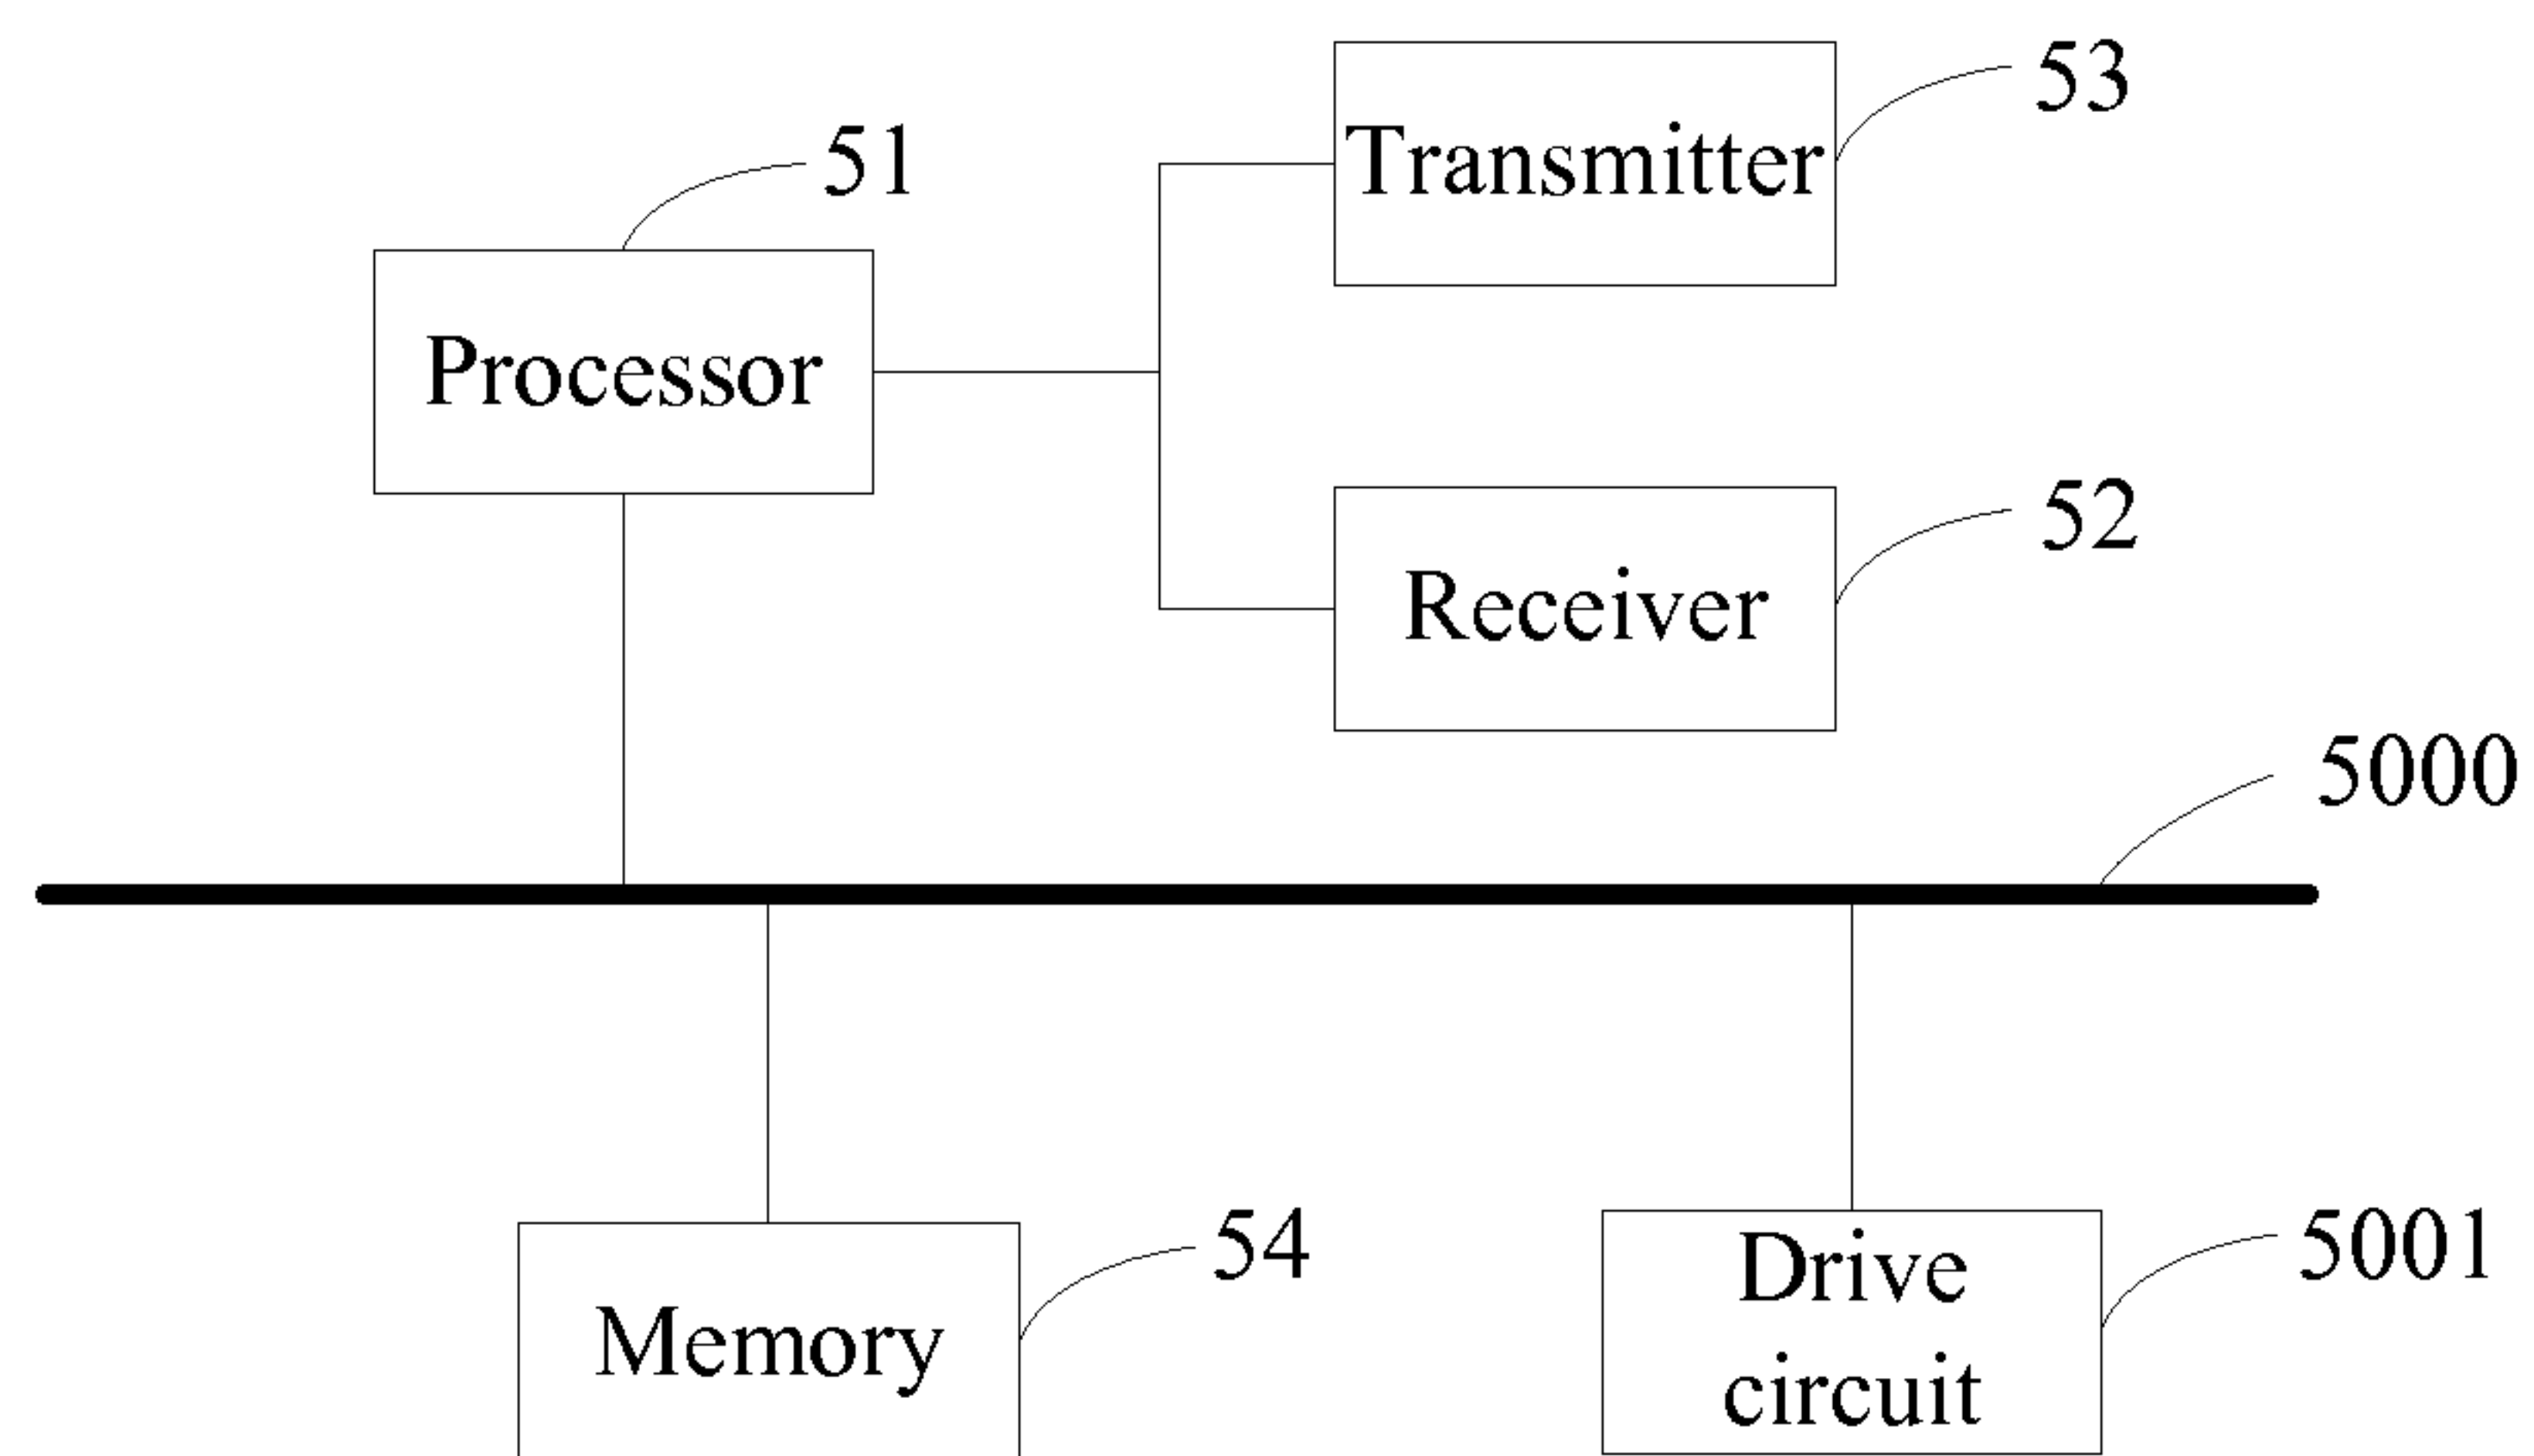 53
51
Transmitter
Processor
52
Receiver
5000
54
5001
Drive
circuit
Memory